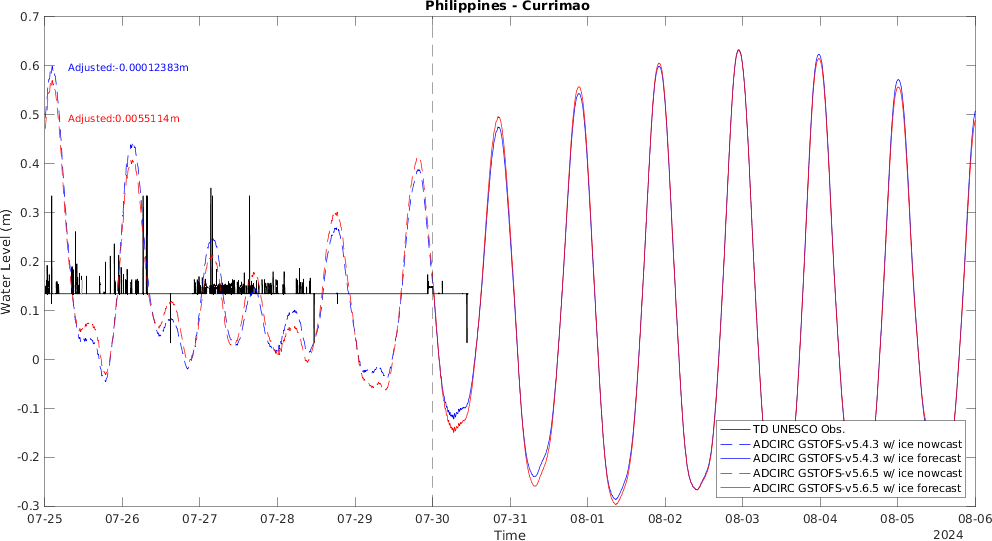 Philippines - Currimao
0.7
0.6
0.5
0.4
0.3
0.2
0.1
0
-0.1
-0.2
-0.3
Water Level (m)
Adjusted:-0.00012383m
Adjusted:0.0055114m
TD UNESCO Obs.
ADCIRC GSTOFS-v5.4.3 w/ ice nowcast
ADCIRC GSTOFS-v5.4.3 w/ ice forecast
ADCIRC GSTOFS-v5.6.5 w/ ice nowcast
ADCIRC GSTOFS-v5.6.5 w/ ice forecast
07-25 07-26 07-27 07-28 07-29 07-30 07-31 08-01 08-02 08-03 08-04 08-05 08-06
Time
2024